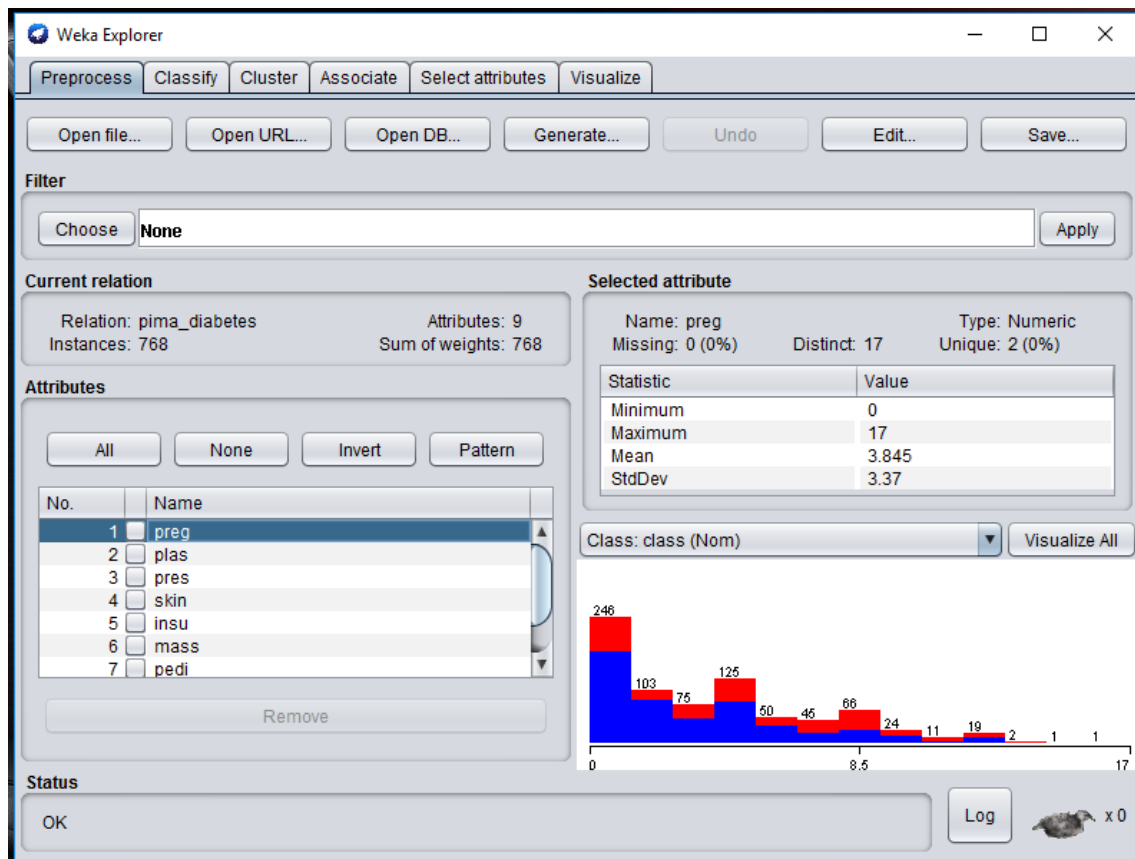 Weka Explorer
Preprocess Classify Cluster Associate Select attributes Visualize
Open file... Open URL... Open DB... Generate... Undo Edit... Save...
Filter
Choose None Apply
Current relation
Relation: pima_diabetes Attributes: 9
Instances: 768 Sum of weights: 768
Attributes
All None Invert Pattern
No. Name
1 preg
2 plas
3 pres
4 skin
5 insu
6 mass
7 pedi
Remove
Selected attribute
Name: preg Type: Numeric
Missing: 0 (0%) Distinct: 17 Unique: 2 (0%)
Statistic Value
Minimum 0
Maximum 17
Mean 3.845
StdDev 3.37
Class: class (Nom) Visualize All
246 103 75 125 50 45 66 24 11 19 2 1 1
0 8.5 17
Status
OK
Log x 0